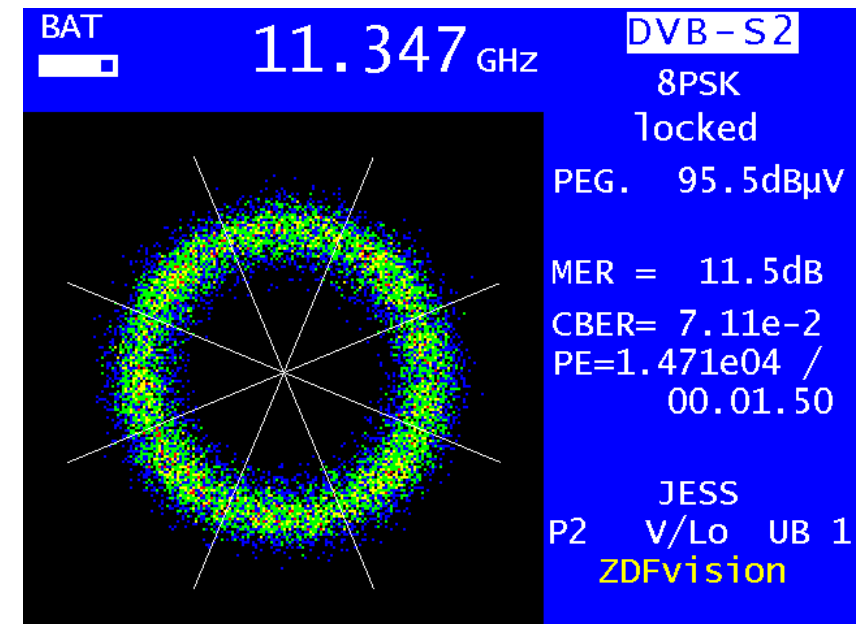 BAT
11.347 GHz
DVB-S2
8PSK
locked
PEG. 95.5dBµV
MER = 11.5dB
CBER= 7.11e-2
PE=1.471e04 /
00.01.50
JESS
P2 V/Lo UB 1
ZDFvision